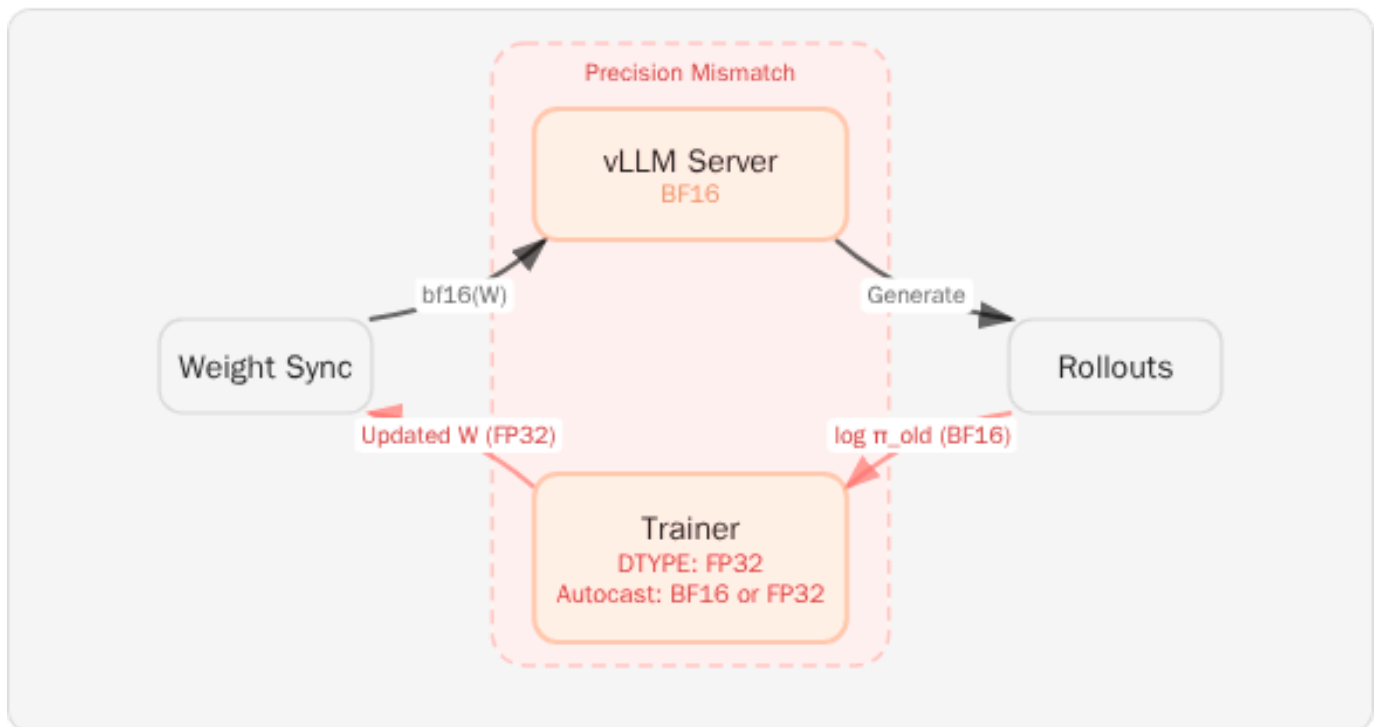 Precision Mismatch
vLLM Server
BF16
bf16(W)
Generate
Weight Sync
Rollouts
Updated W (FP32)
log π_old (BF16)
Trainer
DTYPE: FP32
Autocast: BF16 or FP32